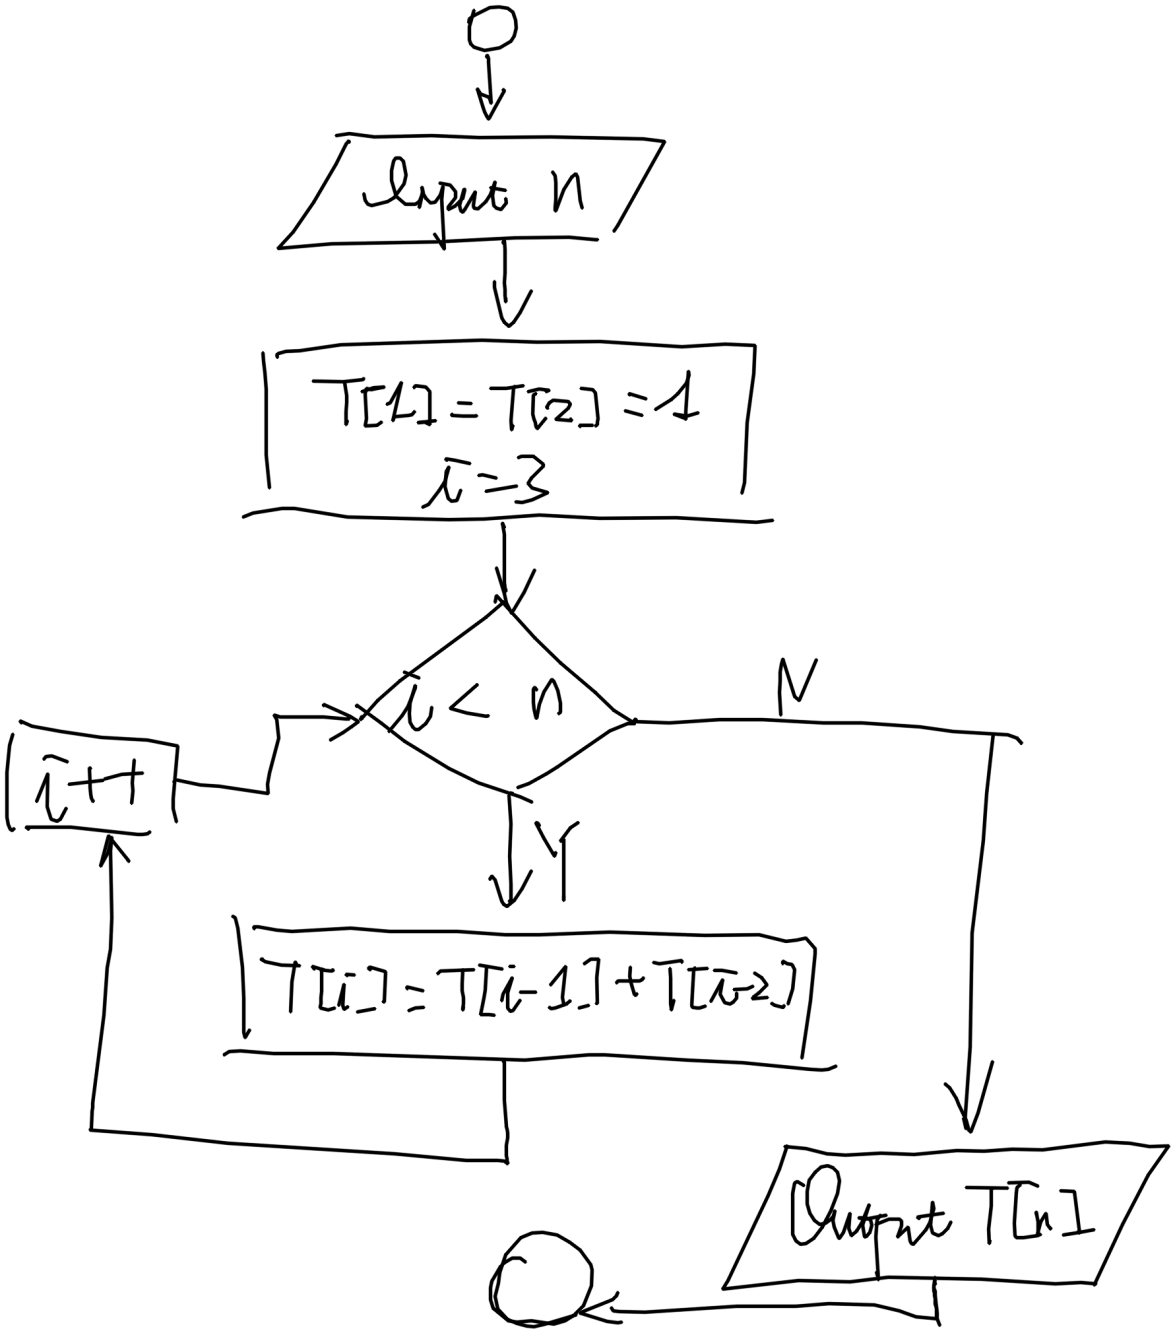 Input n
T[1] = T[2] = 1
i = 3
i < n
N
i++
Y
T[i] = T[i-1] + T[i-2]
Output T[n]